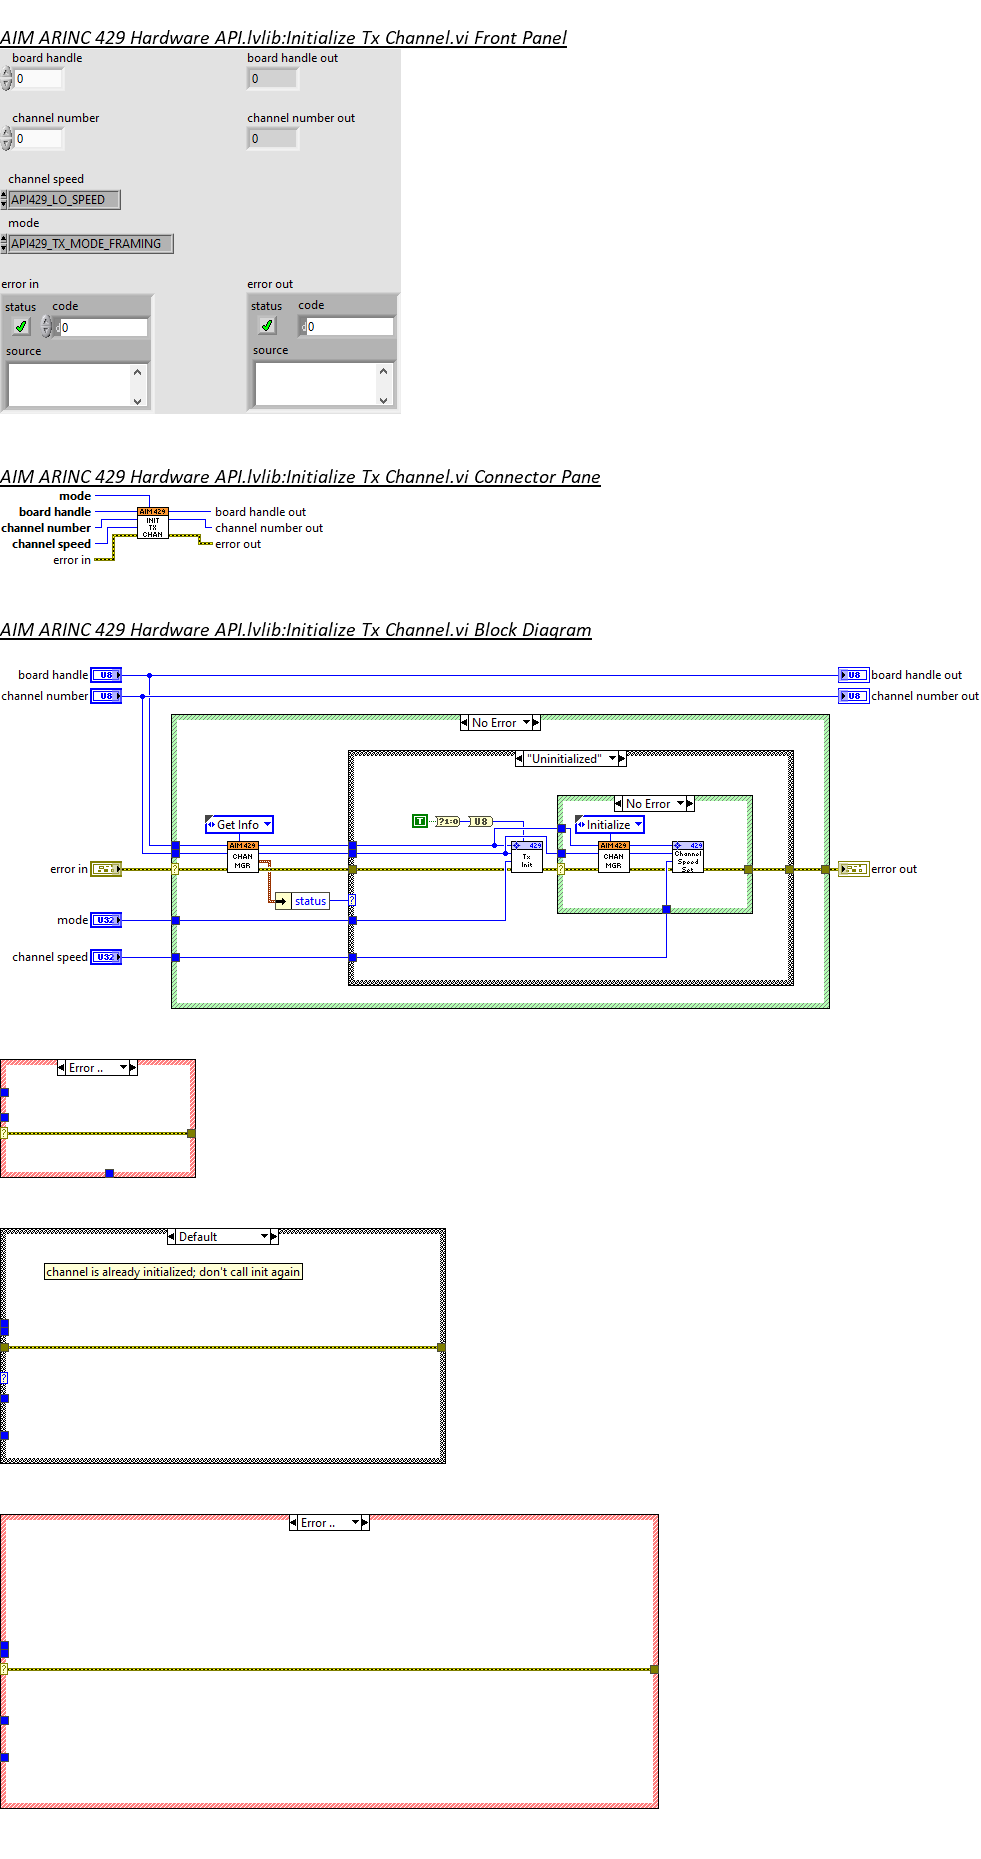 AIM ARINC 429 Hardware API.lvlib:Initialize Tx Channel.vi Front Panel
board handle
board handle out
0
0
channel number
channel number out
0
0
channel speed
API429_LO_SPEED
mode
API429_TX_MODE_FRAMING
error in
error out
status code
status code
d 0
d 0
source
source
AIM ARINC 429 Hardware API.lvlib:Initialize Tx Channel.vi Connector Pane
mode
board handle
channel number
channel speed
error in
AIM429
INIT
TX
CHAN
board handle out
channel number out
error out
AIM ARINC 429 Hardware API.lvlib:Initialize Tx Channel.vi Block Diagram
board handle U8
U8 board handle out
channel number U8
U8 channel number out
No Error
"Uninitialized"
No Error
Get Info
T ?1:0 U8
Initialize
AIM429
CHAN
MGR
429
Tx
Init
AIM429
CHAN
MGR
429
Channel
Speed
Set
error in
?
?
error out
status
?
mode U32
channel speed U32
Error ..
?
Default
channel is already initialized; don't call init again
?
Error ..
?